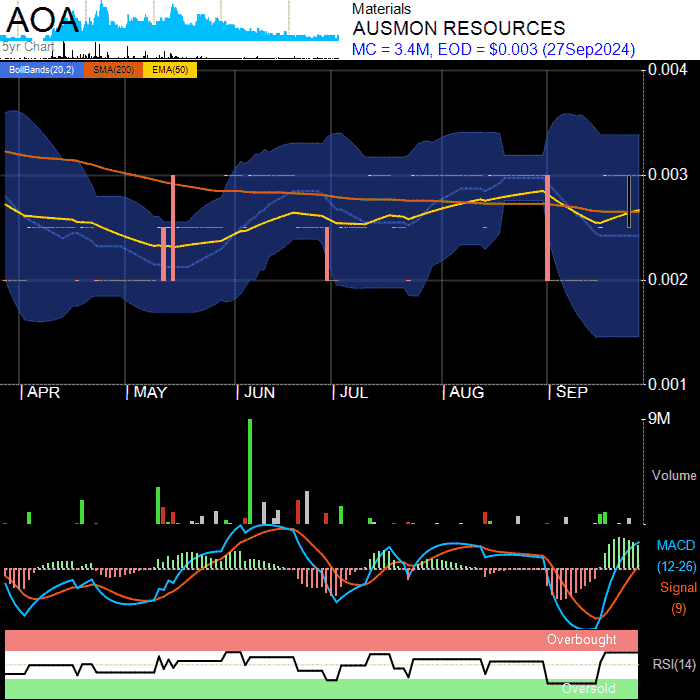 AOA
5yr Chart
Materials
AUSMON RESOURCES
MC = 3.4M, EOD = $0.003 (27Sep2024)
BollBands(20,2) SMA(200) EMA(50)
0.004
0.003
0.002
0.001
APR MAY JUN JUL AUG SEP
9M
Volume
MACD
(12-26)
Signal
(9)
Overbought
RSI(14)
Oversold